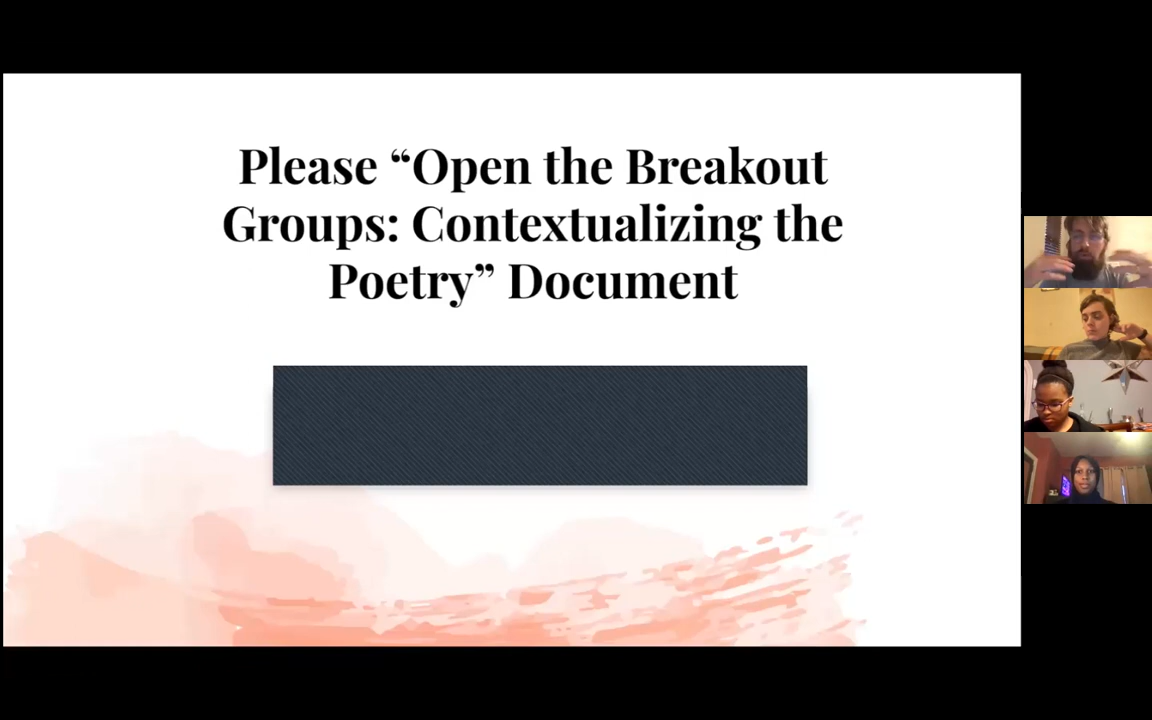 Please “Open the Breakout
Groups: Contextualizing the
Poetry” Document